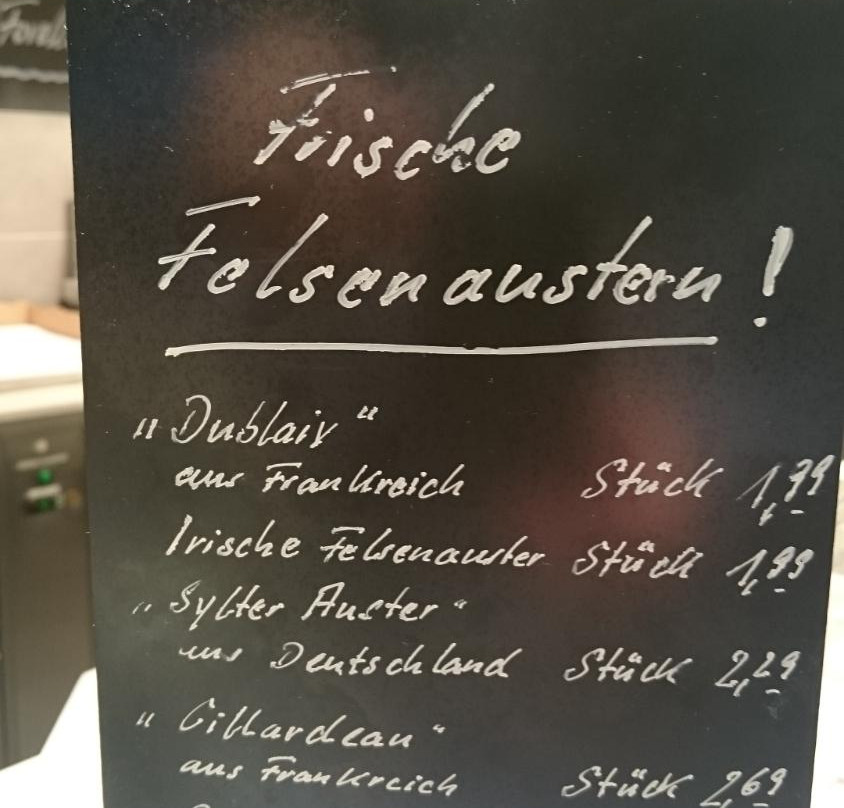 Frische
Felsenaustern!
„Dublair“
aus Frankreich Stück 1,79
Irische Felsenauster Stück 1,99
„Sylter Auster“
aus Deutschland Stück 2,29
„Gillardeau“
aus Frankreich Stück 2,69